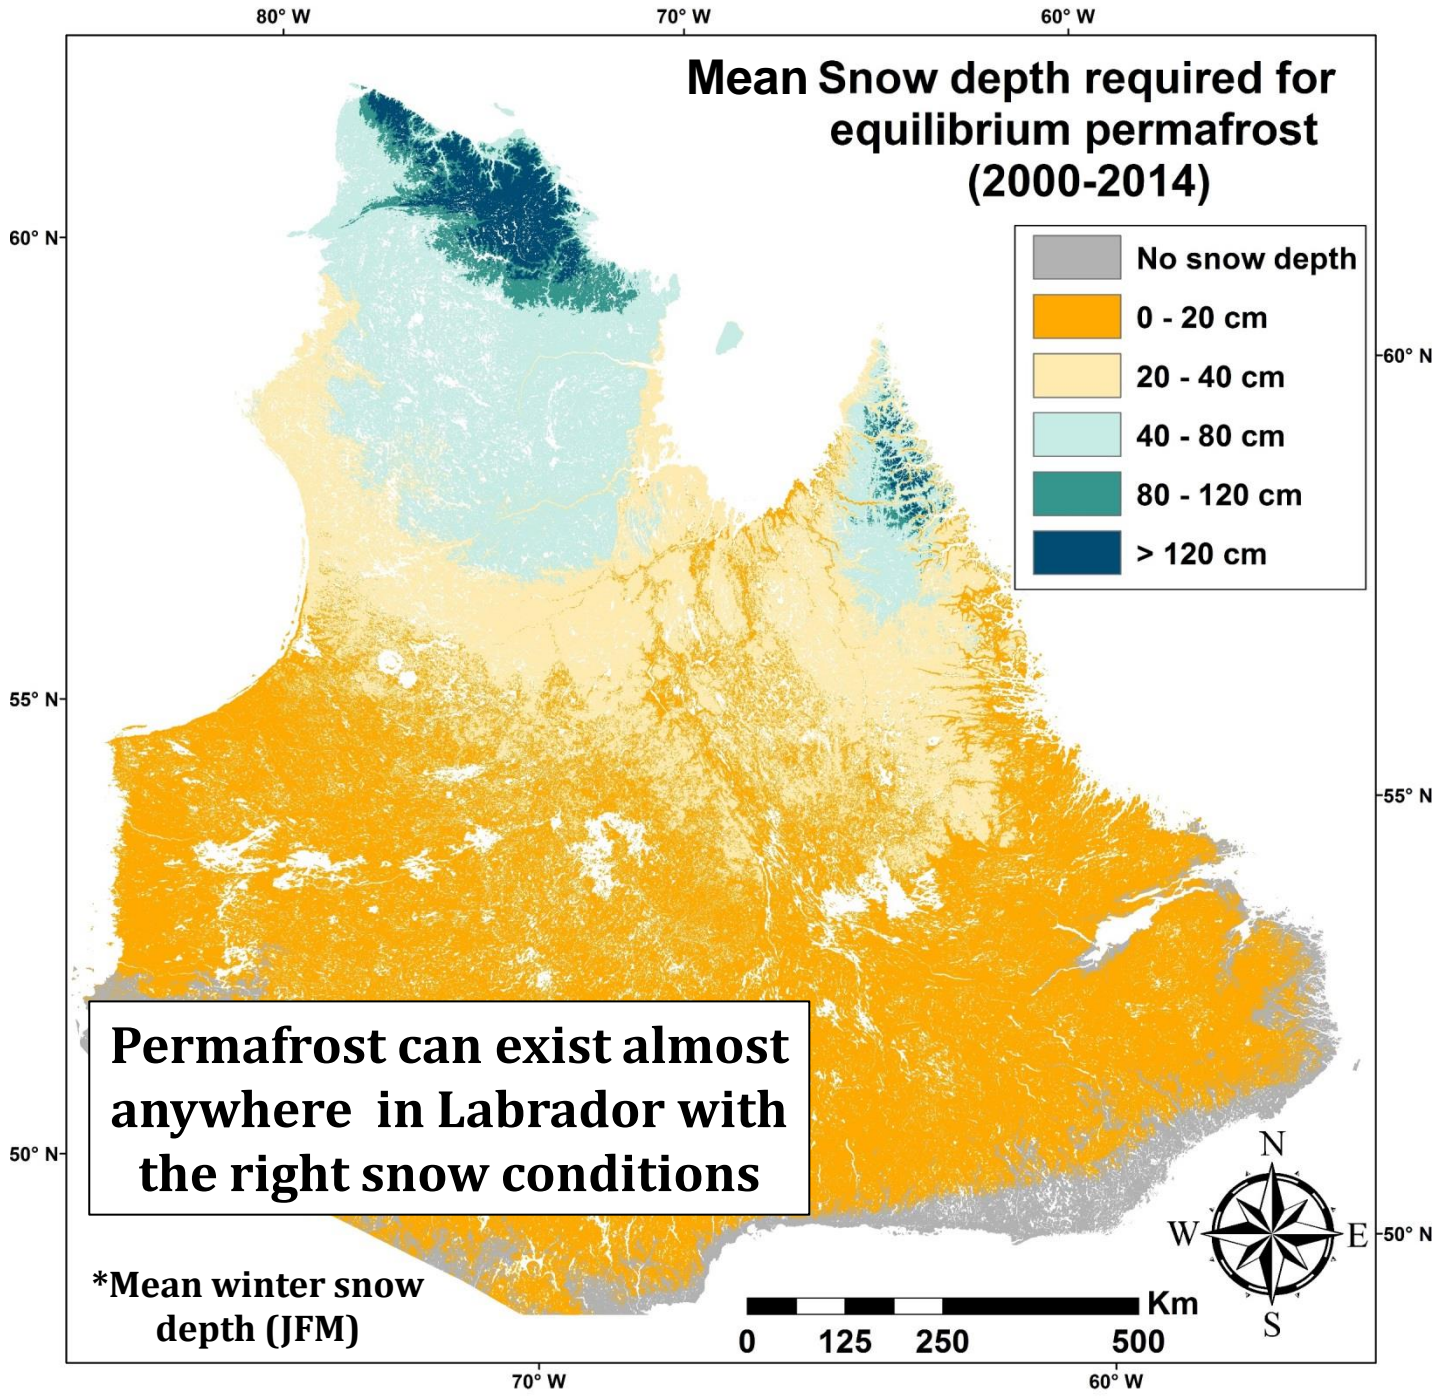 80° W
70° W
60° W
Mean Snow depth required for
equilibrium permafrost
(2000-2014)
60° N
No snow depth
0 - 20 cm
20 - 40 cm
60° N
40 - 80 cm
80 - 120 cm
> 120 cm
55° N
55° N
Permafrost can exist almost
anywhere in Labrador with
the right snow conditions
50° N
N
W
E
S
50° N
*Mean winter snow
depth (JFM)
Km
0 125 250 500
70° W
60° W